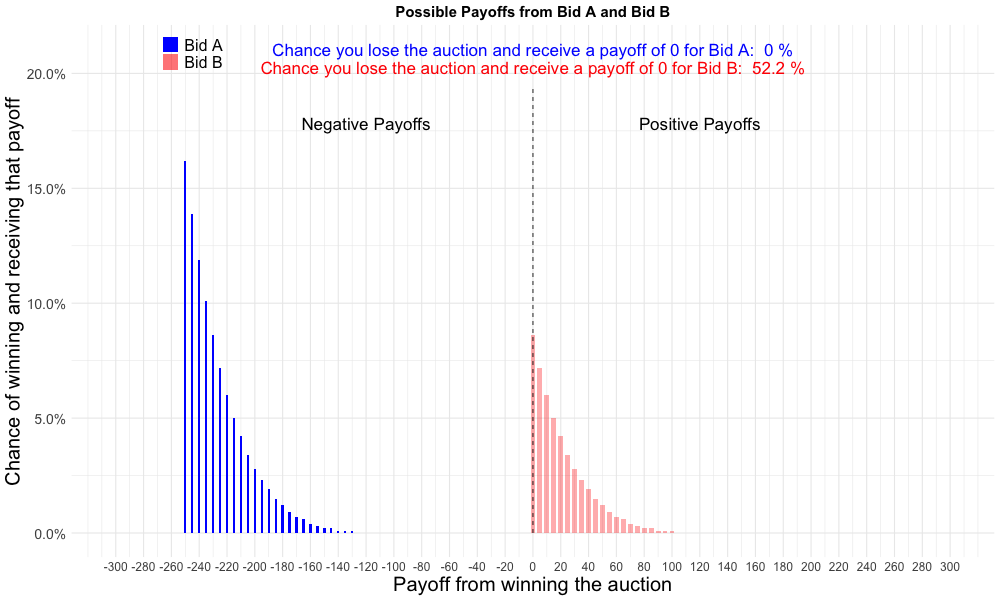 Possible Payoffs from Bid A and Bid B
Bid A
Bid B
Chance you lose the auction and receive a payoff of 0 for Bid A:  0 %
Chance you lose the auction and receive a payoff of 0 for Bid B:  52.2 %
Negative Payoffs
Positive Payoffs
Chance of winning and receiving that payoff
20.0%
15.0%
10.0%
5.0%
0.0%
-300 -280 -260 -240 -220 -200 -180 -160 -140 -120 -100 -80 -60 -40 -20 0 20 40 60 80 100 120 140 160 180 200 220 240 260 280 300
Payoff from winning the auction